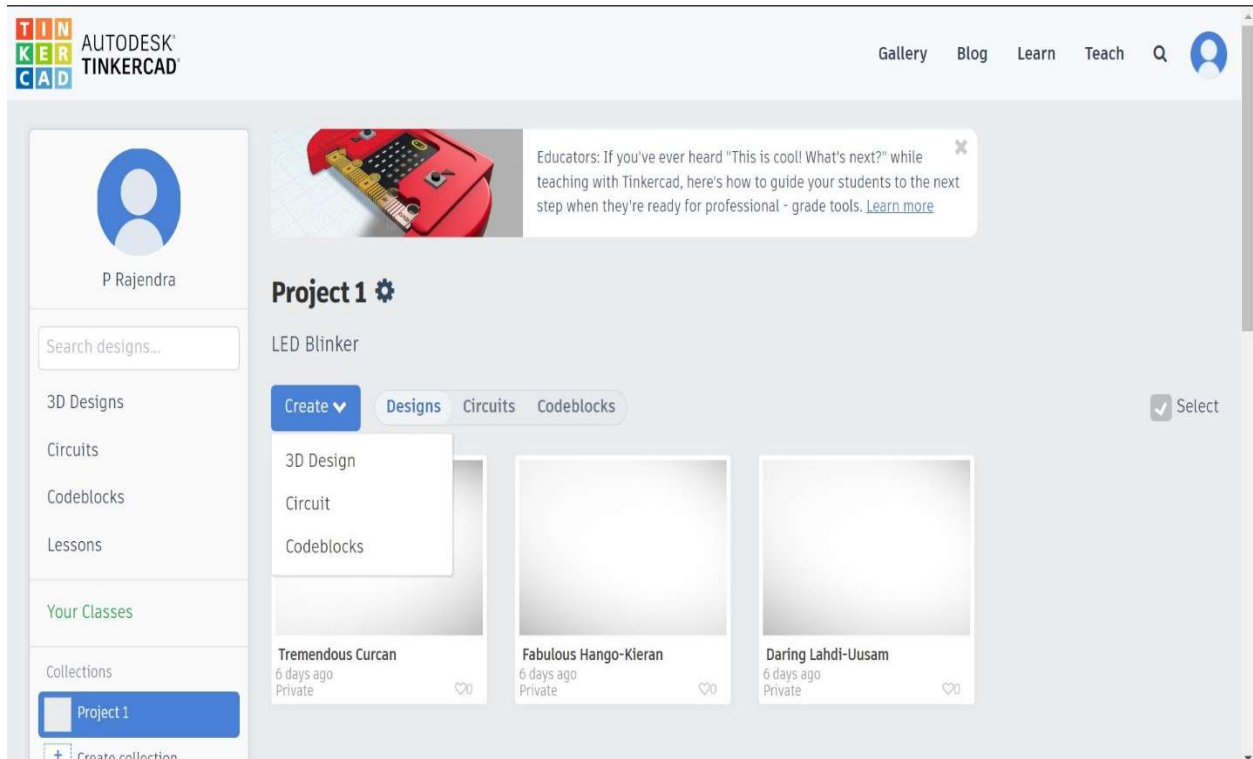 TIN
KER
CAD
AUTODESK®
TINKERCAD®
Gallery Blog Learn Teach
P Rajendra
Search designs...
3D Designs
Circuits
Codeblocks
Lessons
Your Classes
Collections
Project 1
+ Create collection
Educators: If you've ever heard "This is cool! What's next?" while
teaching with Tinkercad, here's how to guide your students to the next
step when they're ready for professional - grade tools. Learn more
Project 1
LED Blinker
Create Designs Circuits Codeblocks
Select
3D Design
Circuit
Codeblocks
Tremendous Curcan
6 days ago
Private 0
Fabulous Hango-Kieran
6 days ago
Private 0
Daring Lahdi-Uusam
6 days ago
Private 0